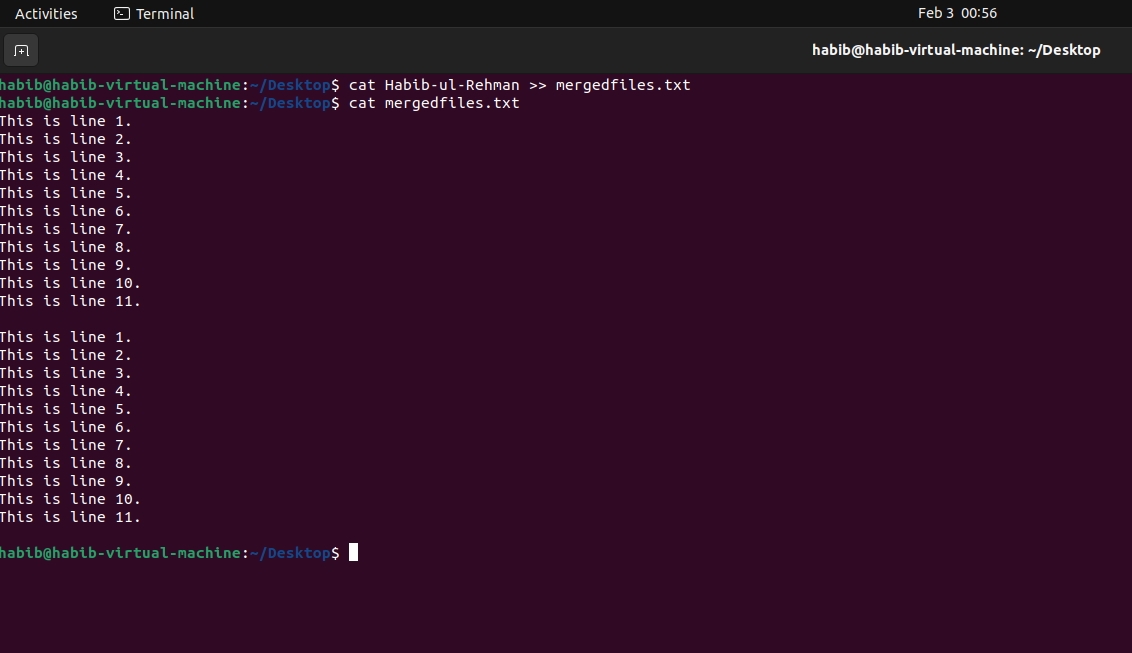 Activities Terminal Feb 3 00:56
habib@habib-virtual-machine: ~/Desktop
habib@habib-virtual-machine:~/Desktop$ cat Habib-ul-Rehman >> mergedfiles.txt
habib@habib-virtual-machine:~/Desktop$ cat mergedfiles.txt
This is line 1.
This is line 2.
This is line 3.
This is line 4.
This is line 5.
This is line 6.
This is line 7.
This is line 8.
This is line 9.
This is line 10.
This is line 11.
This is line 1.
This is line 2.
This is line 3.
This is line 4.
This is line 5.
This is line 6.
This is line 7.
This is line 8.
This is line 9.
This is line 10.
This is line 11.
habib@habib-virtual-machine:~/Desktop$